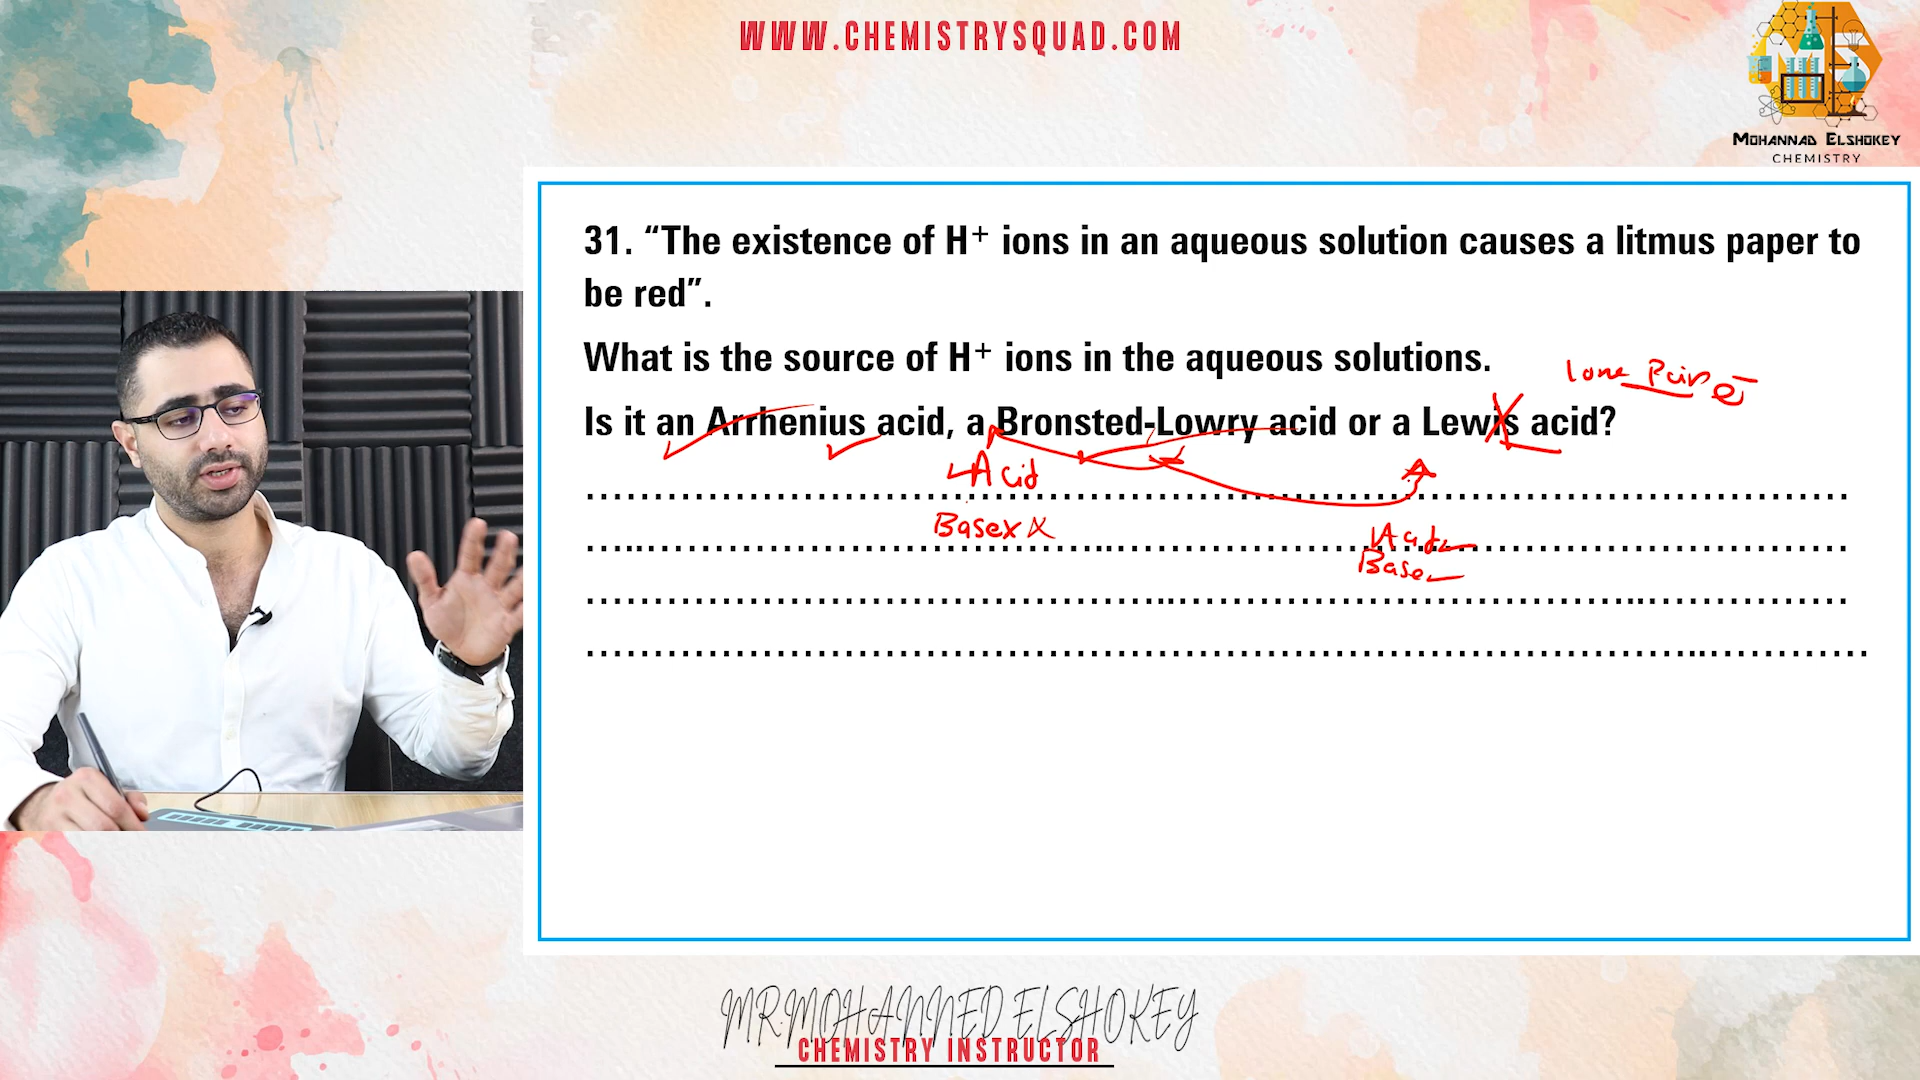 WWW.CHEMISTRYSQUAD.COM
MS
MOHANNAD ELSHOKEY
CHEMISTRY
31. “The existence of H⁺ ions in an aqueous solution causes a litmus paper to
be red”.
What is the source of H⁺ ions in the aqueous solutions.
lone Pair e⁻
Is it an Arrhenius acid, a Bronsted-Lowry acid or a Lewis acid?
Acid
Base x x
Acid
Base
MR.MOHANNED ELSHOKEY
CHEMISTRY INSTRUCTOR